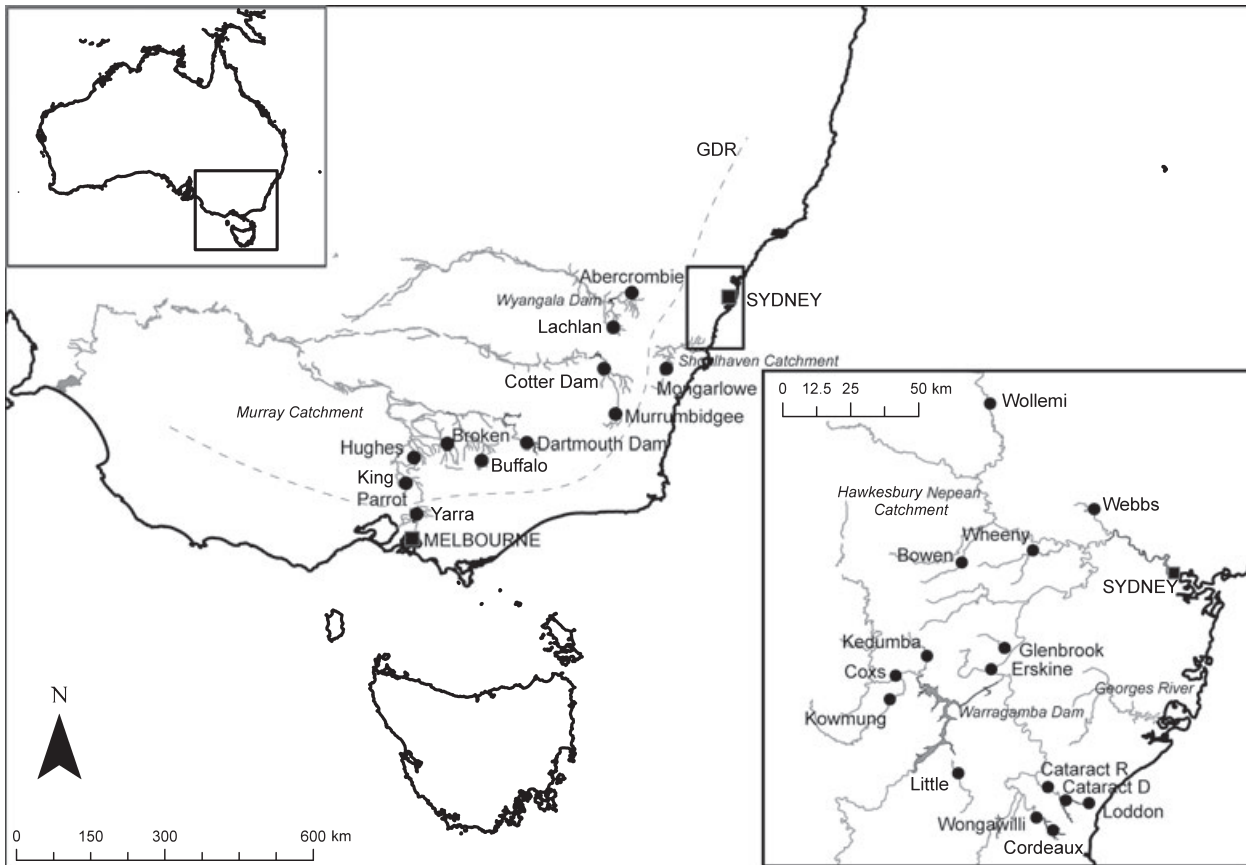 GDR
Abercrombie
Wyangala Dam
SYDNEY
Lachlan
Shoalhaven Catchment
Cotter Dam
Mongarlowe
Murray Catchment
Murrumbidgee
Broken
Dartmouth Dam
Hughes
Buffalo
King
Parrot
Yarra
MELBOURNE
N
0 150 300 600 km
0 12.5 25 50 km
Wollemi
Hawkesbury Nepean
Catchment
Webbs
Wheeny
Bowen
SYDNEY
Kedumba
Glenbrook
Coxs
Erskine
Georges River
Kowmung
Warragamba Dam
Cataract R
Little
Cataract D
Loddon
Wongawilli
Cordeaux